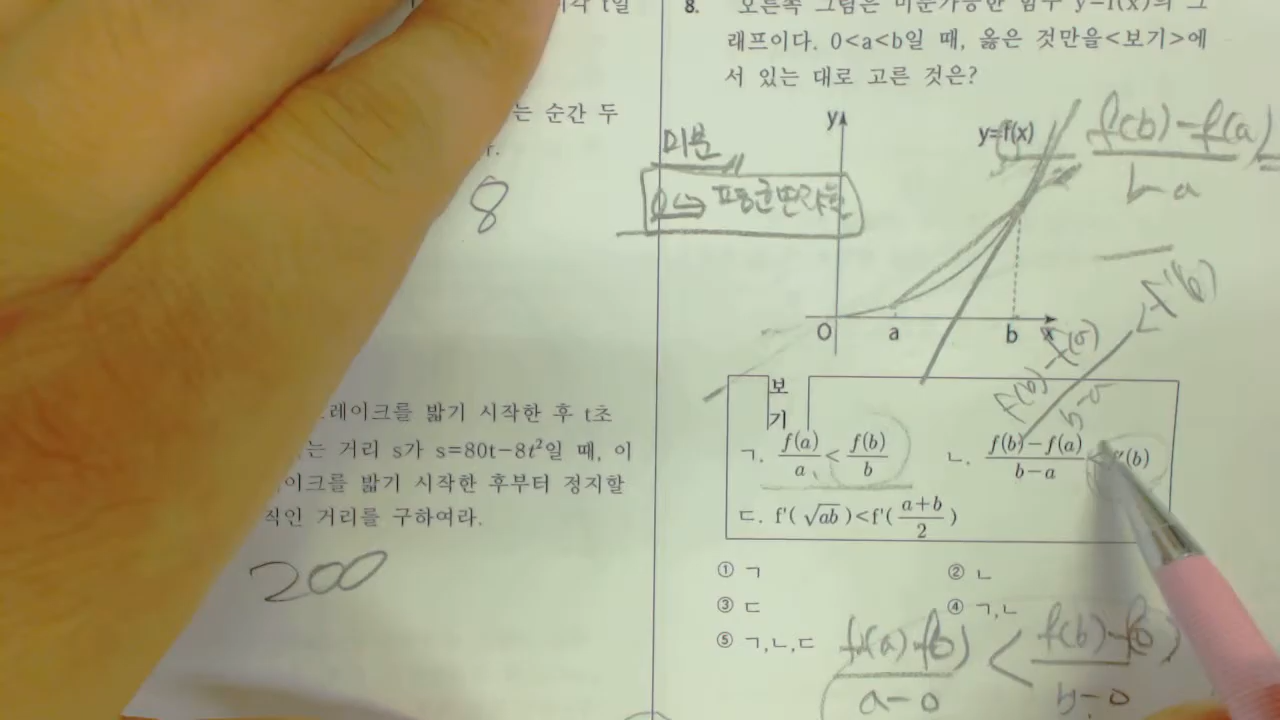 t일
는 순간 두
8
레이크를 밟기 시작한 후 t초
는 거리 s가 s=80t−8t²일 때, 이
이크를 밟기 시작한 후부터 정지할
적인 거리를 구하여라.
200
8. 오른쪽 그림은 미분가능한 함수 y=f(x)의 그
래프이다. 0<a<b일 때, 옳은 것만을<보기>에
서 있는 대로 고른 것은?
미분
평균변화율
y
y=f(x)
f(b)-f(a)
b-a
O a b x
f(b)-f(a)
b-a
<f'(b)
보
기
ㄱ. f(a)/a < f(b)/b ㄴ. f(b)−f(a)/b−a < f'(b)
ㄷ. f'(√ab)<f'(a+b/2)
① ㄱ ② ㄴ
③ ㄷ ④ ㄱ,ㄴ
⑤ ㄱ,ㄴ,ㄷ
f(a)-f(0)/a-0 < f(b)-f(0)/b-0